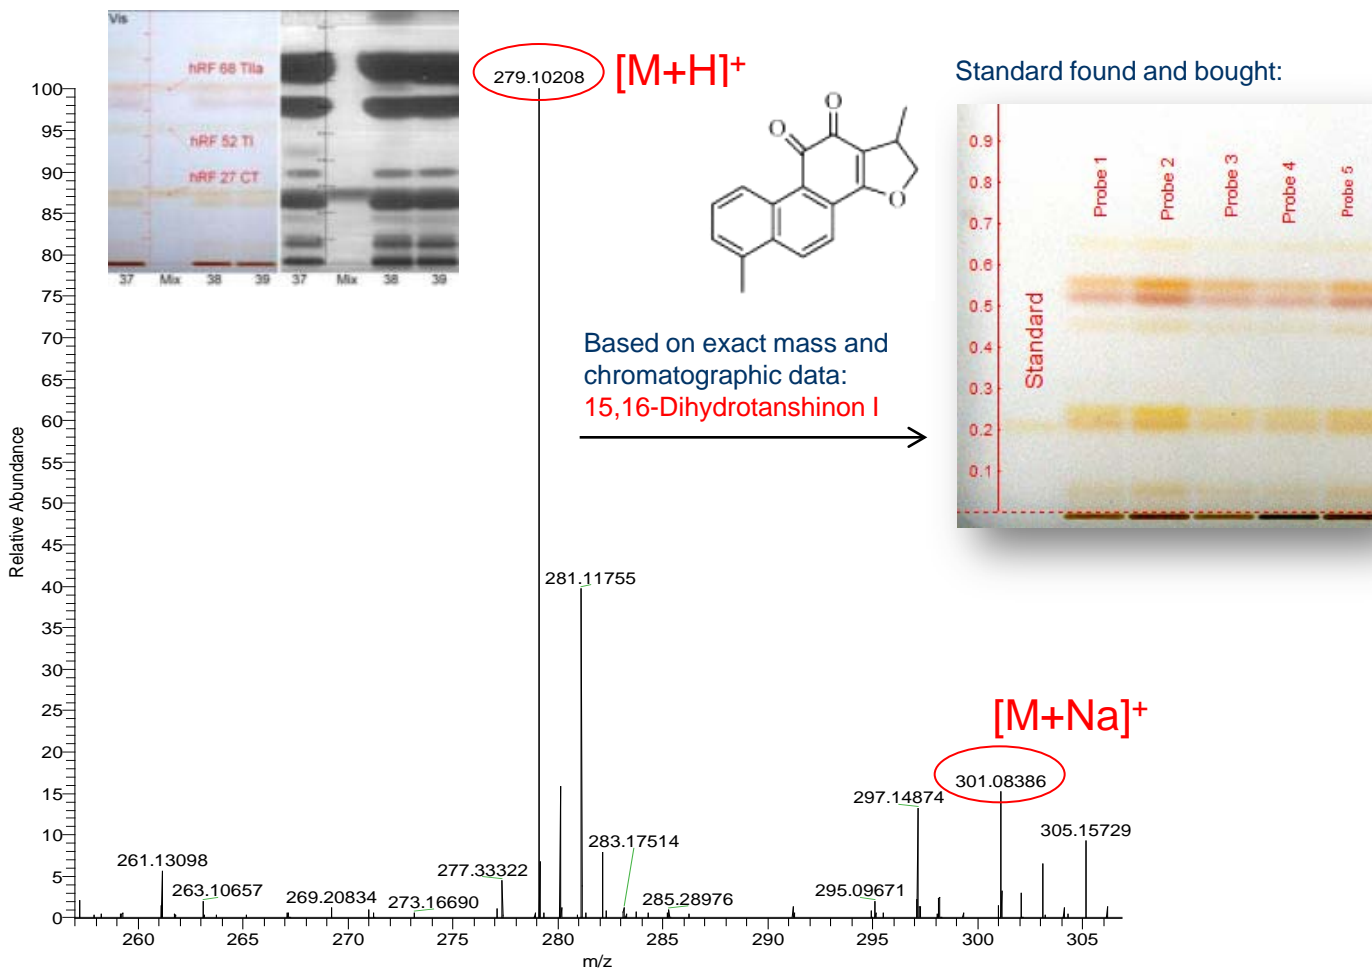 Vis
hRF 68 TIIa
hRF 52 TI
hRF 27 CT
37 Mix 38 39
37 Mix 38 39
279.10208
[M+H]+
O
O
O
Standard found and bought:
0.9
0.8
0.7
0.6
0.5
0.4
0.3
0.2
0.1
Standard
Probe 1
Probe 2
Probe 3
Probe 4
Probe 5
Based on exact mass and
chromatographic data:
15,16-Dihydrotanshinon I
Relative Abundance
100
95
90
85
80
75
70
65
60
55
50
45
40
35
30
25
20
15
10
5
0
281.11755
[M+Na]+
301.08386
297.14874
305.15729
283.17514
261.13098
277.33322
295.09671
263.10657
269.20834
273.16690
285.28976
260 265 270 275 280 285 290 295 300 305
m/z